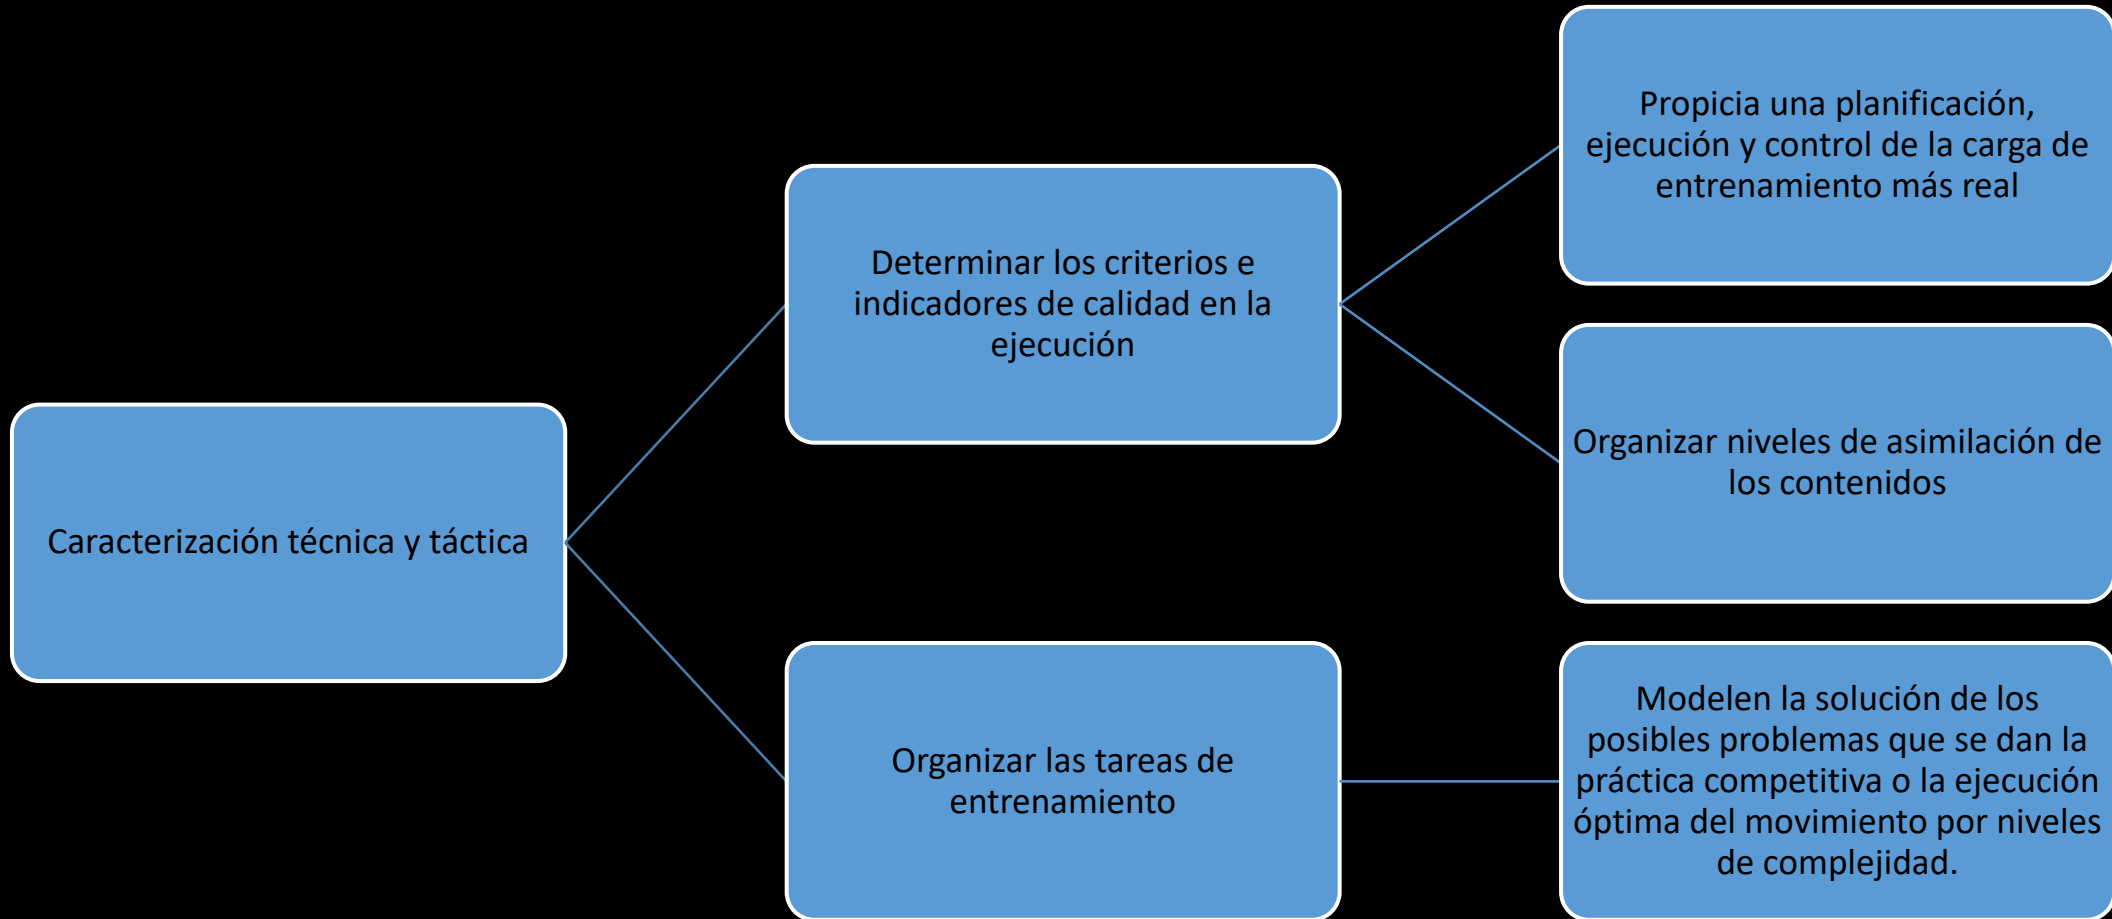 Caracterización técnica y táctica
Determinar los criterios e
indicadores de calidad en la
ejecución
Propicia una planificación,
ejecución y control de la carga de
entrenamiento más real
Organizar niveles de asimilación de
los contenidos
Organizar las tareas de
entrenamiento
Modelen la solución de los
posibles problemas que se dan la
práctica competitiva o la ejecución
óptima del movimiento por niveles
de complejidad.